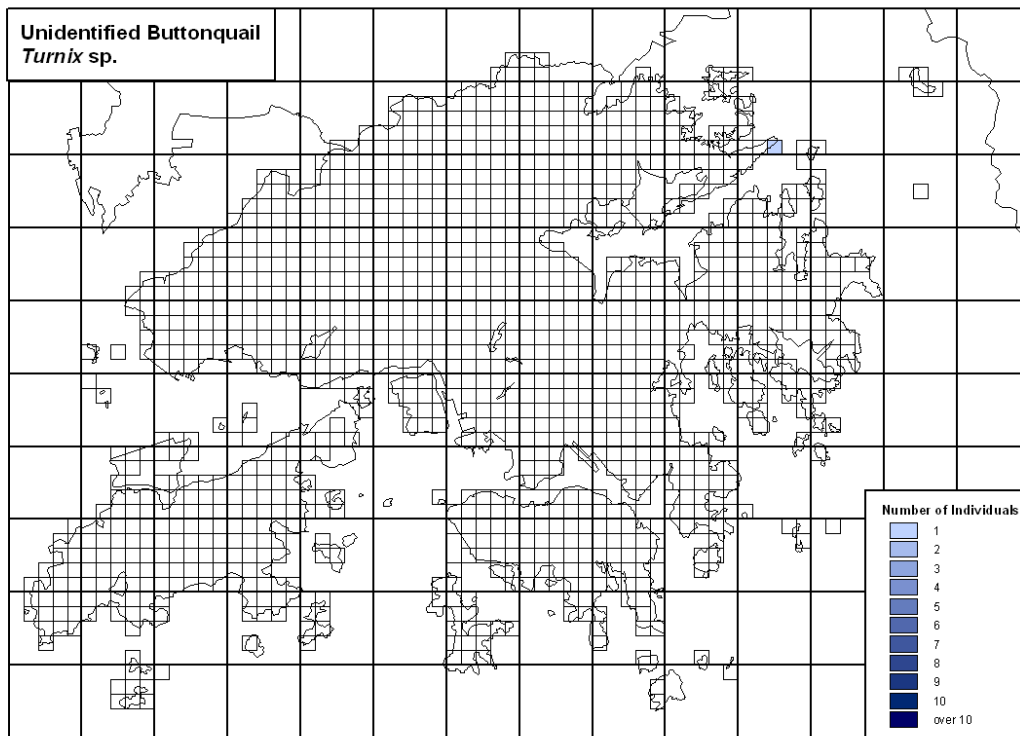 Unidentified Buttonquail
Turnix sp.
Number of Individuals
1
2
3
4
5
6
7
8
9
10
over 10